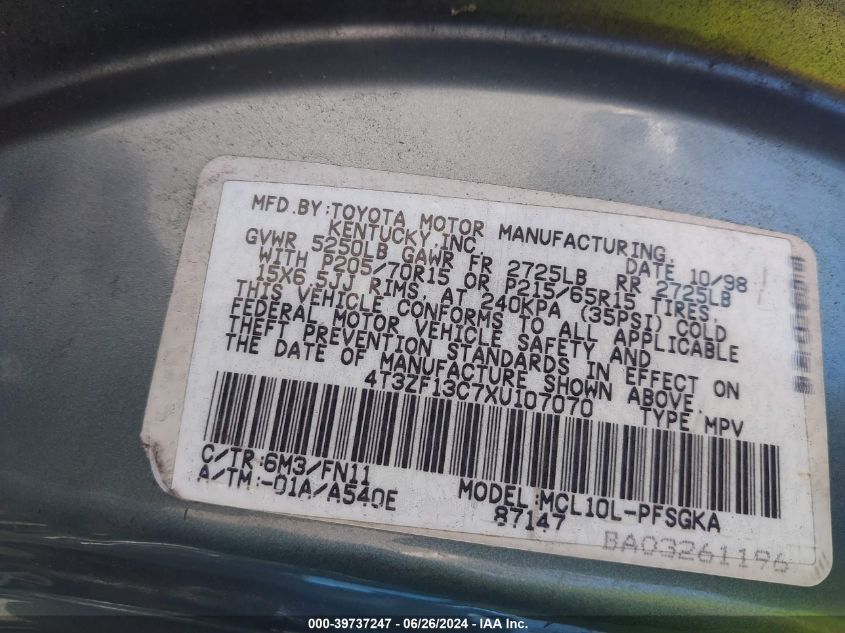 MFD.BY:TOYOTA MOTOR MANUFACTURING,
KENTUCKY,INC. DATE 10/98
GVWR 5250LB GAWR FR 2725LB RR 2725LB
WITH P205/70R15 OR P215/65R15 TIRES,
15X6.5JJ RIMS, AT 240KPA (35PSI) COLD
THIS VEHICLE CONFORMS TO ALL APPLICABLE
FEDERAL MOTOR VEHICLE SAFETY AND
THEFT PREVENTION STANDARDS IN EFFECT ON
THE DATE OF MANUFACTURE SHOWN ABOVE.
4T3ZF13C7XU107070 TYPE MPV
C/TR:6M3/FN11
A/TM:-01A/A540E MODEL:MCL10L-PFSGKA
87147
BA03261196
000-39737247 - 06/26/2024 - IAA Inc.